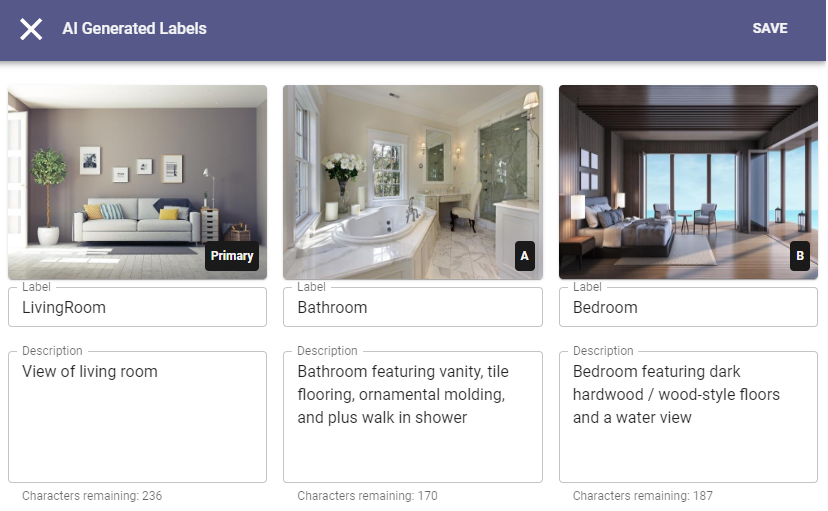 AI Generated Labels
SAVE
Primary
A
B
Label
LivingRoom
Label
Bathroom
Label
Bedroom
Description
View of living room
Characters remaining: 236
Description
Bathroom featuring vanity, tile
flooring, ornamental molding,
and plus walk in shower
Characters remaining: 170
Description
Bedroom featuring dark
hardwood / wood-style floors
and a water view
Characters remaining: 187